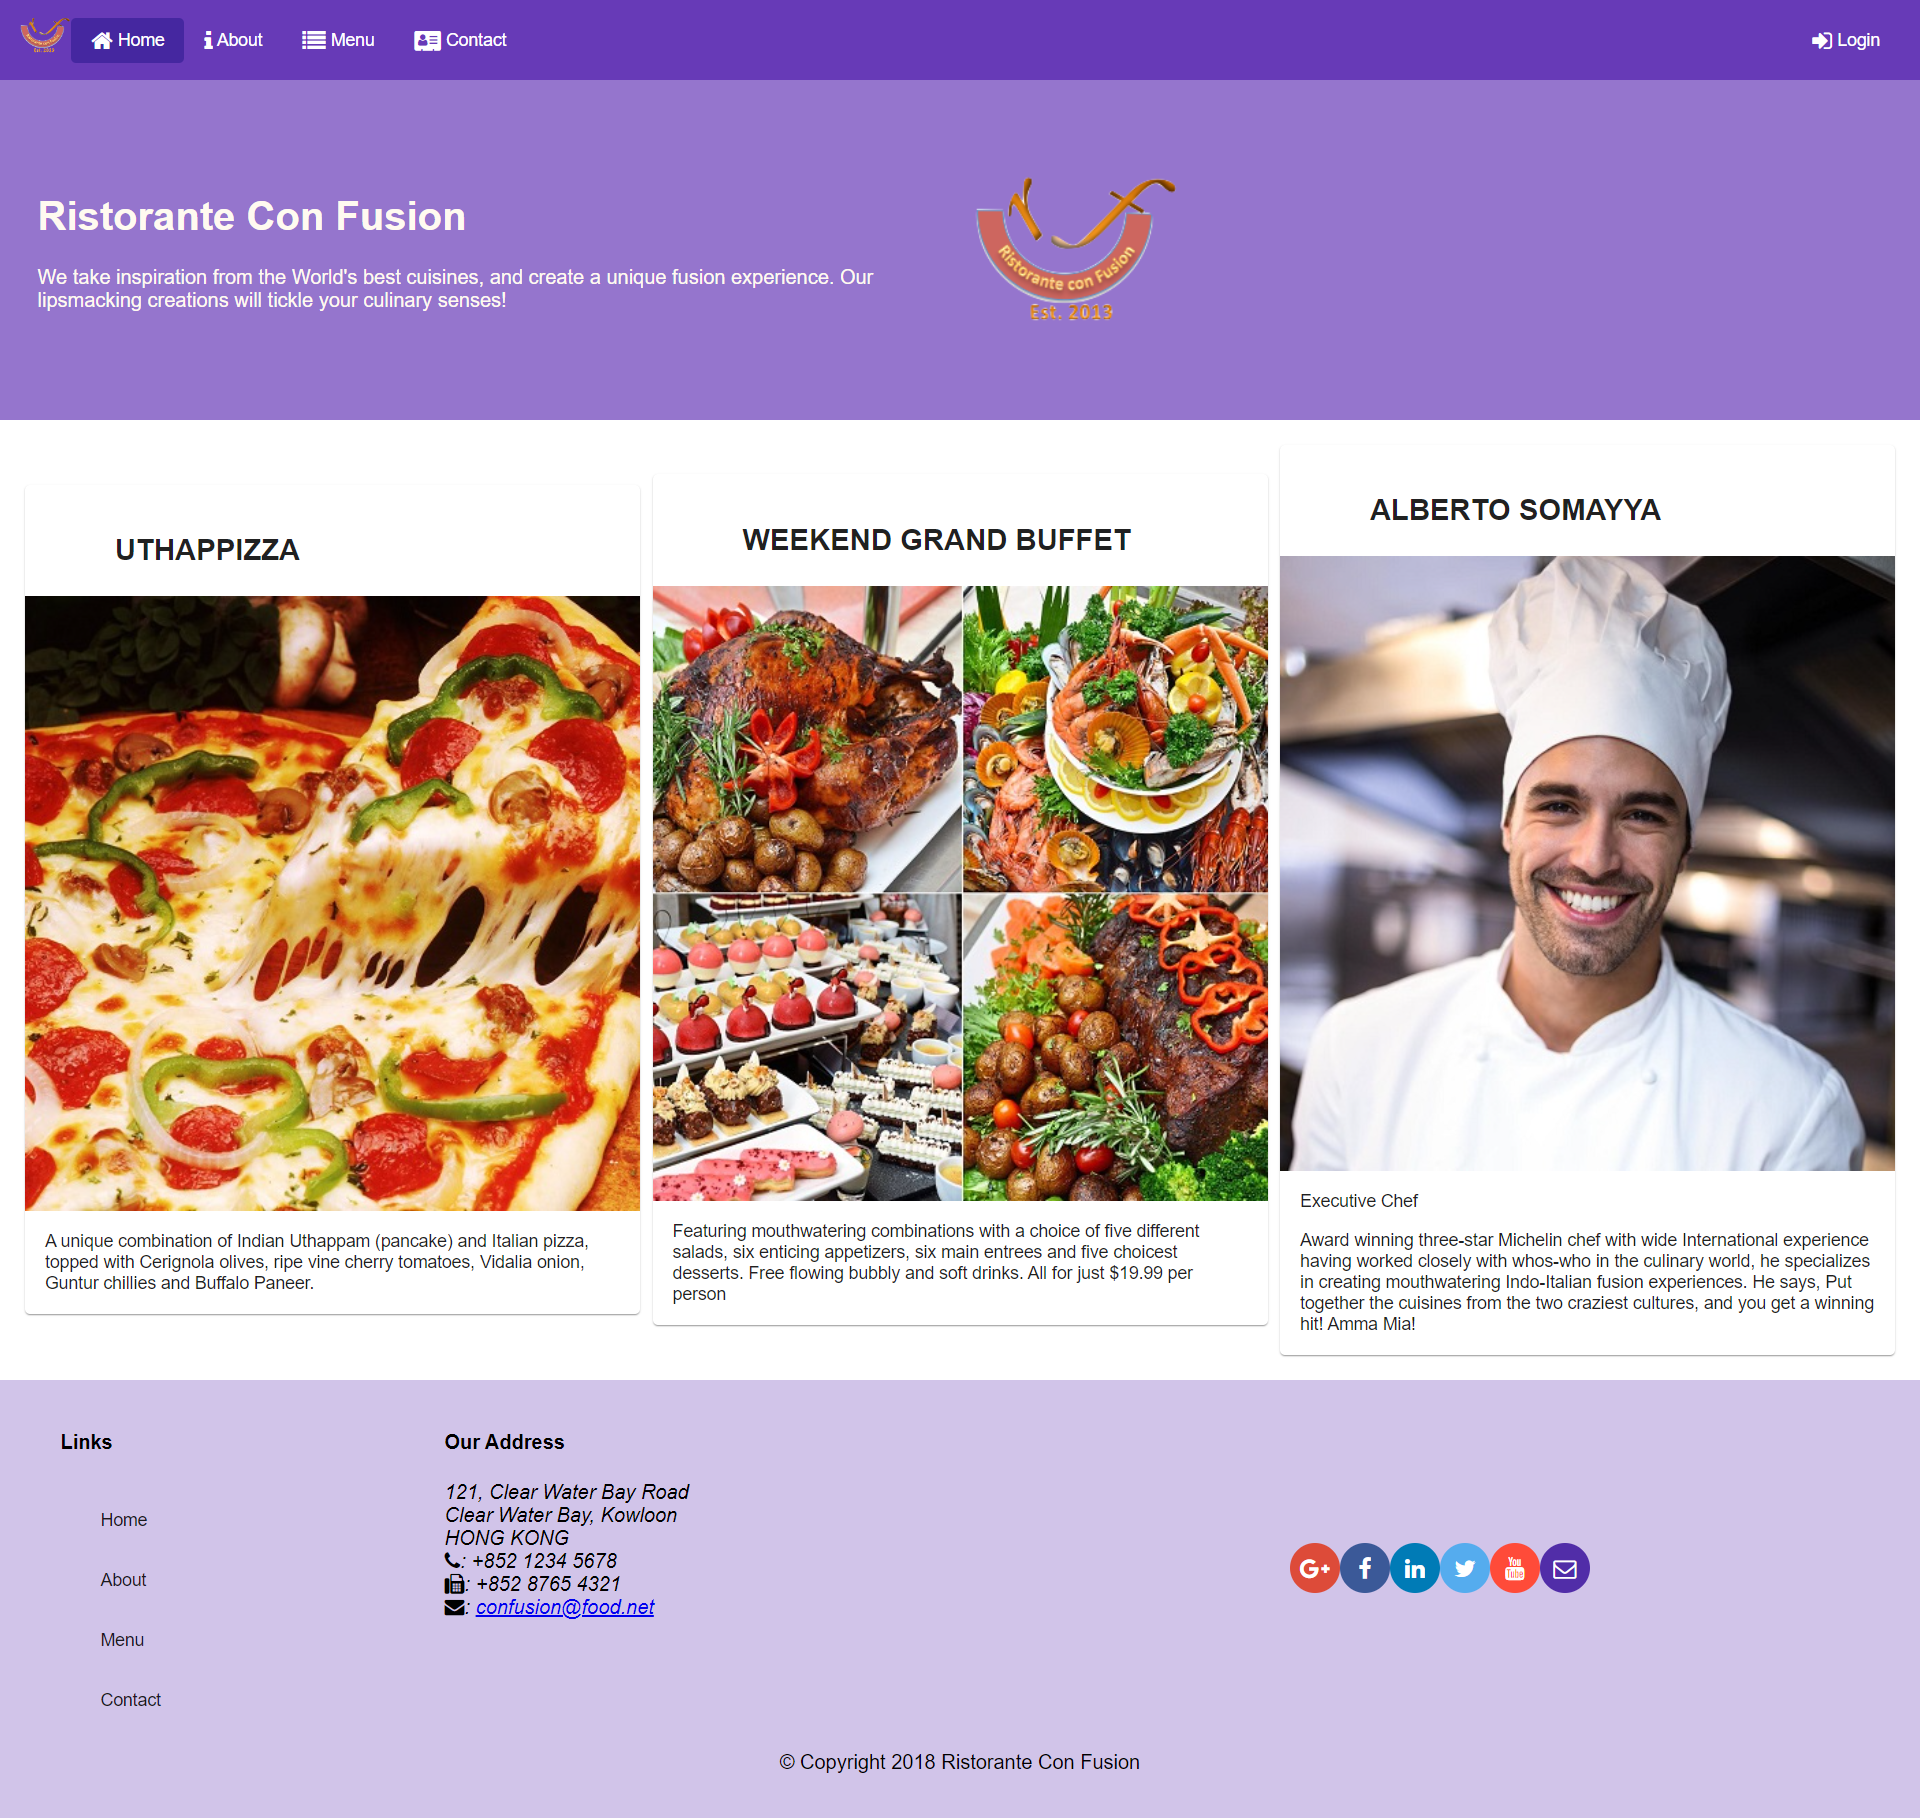 Home
About
Menu
Contact
Login
Ristorante Con Fusion
We take inspiration from the World's best cuisines, and create a unique fusion experience. Our
lipsmacking creations will tickle your culinary senses!
Ristorante con Fusion
Est. 2013
UTHAPPIZZA
A unique combination of Indian Uthappam (pancake) and Italian pizza,
topped with Cerignola olives, ripe vine cherry tomatoes, Vidalia onion,
Guntur chillies and Buffalo Paneer.
WEEKEND GRAND BUFFET
Featuring mouthwatering combinations with a choice of five different
salads, six enticing appetizers, six main entrees and five choicest
desserts. Free flowing bubbly and soft drinks. All for just $19.99 per
person
ALBERTO SOMAYYA
Executive Chef
Award winning three-star Michelin chef with wide International experience
having worked closely with whos-who in the culinary world, he specializes
in creating mouthwatering Indo-Italian fusion experiences. He says, Put
together the cuisines from the two craziest cultures, and you get a winning
hit! Amma Mia!
Links
Home
About
Menu
Contact
Our Address
121, Clear Water Bay Road
Clear Water Bay, Kowloon
HONG KONG
: +852 1234 5678
: +852 8765 4321
: confusion@food.net
G+ f in You Tube
© Copyright 2018 Ristorante Con Fusion